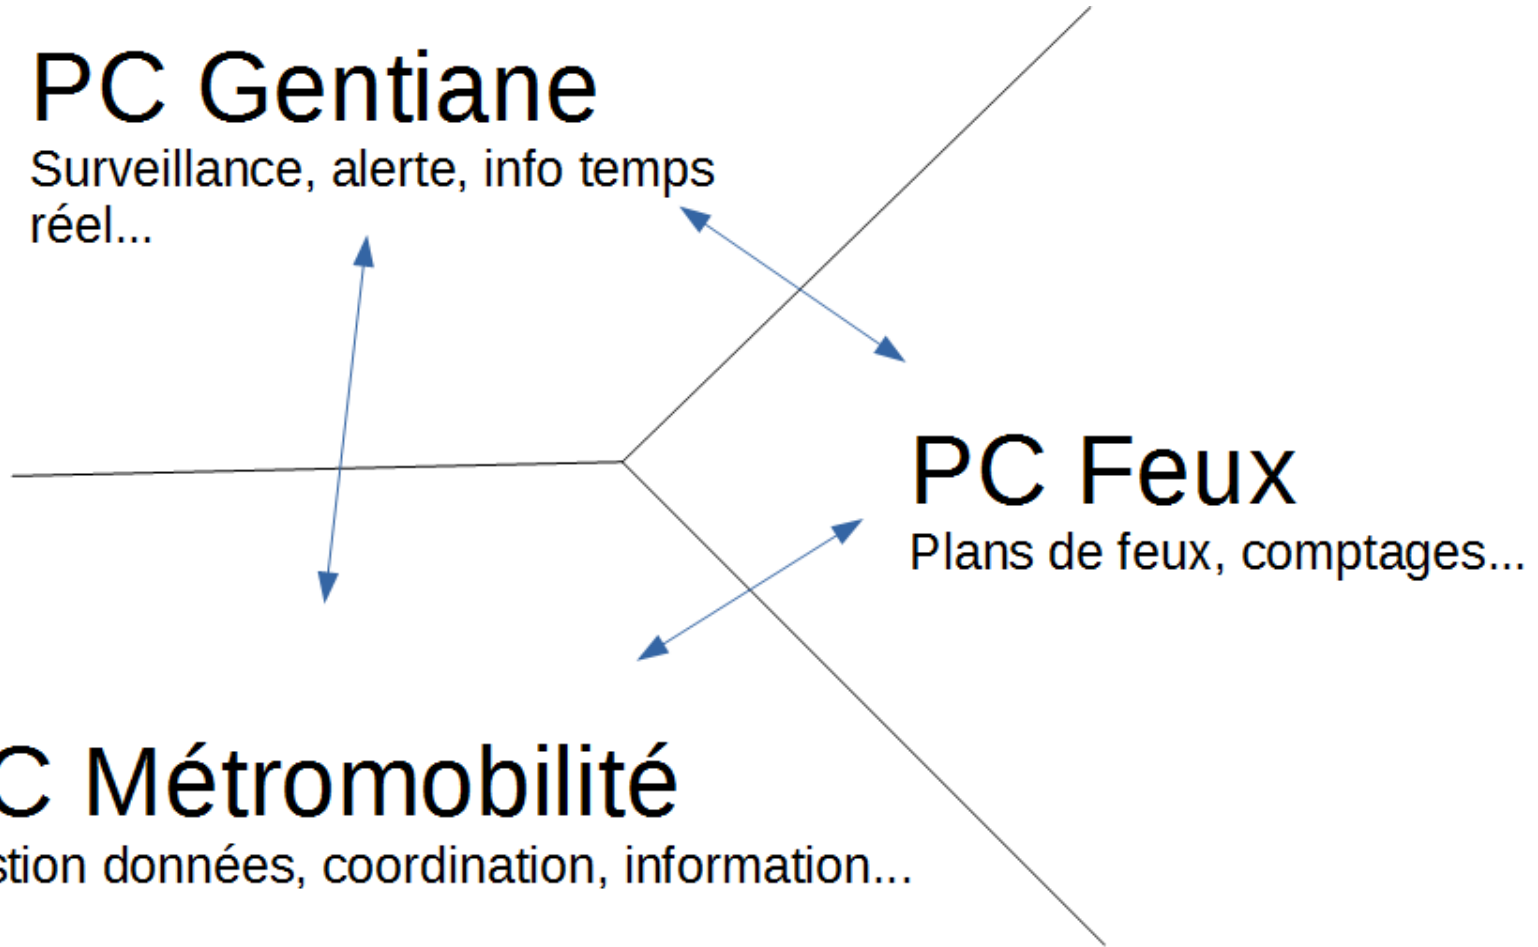 PC Gentiane
Surveillance, alerte, info temps
réel...
PC Feux
Plans de feux, comptages...
C Métromobilité
stion données, coordination, information...